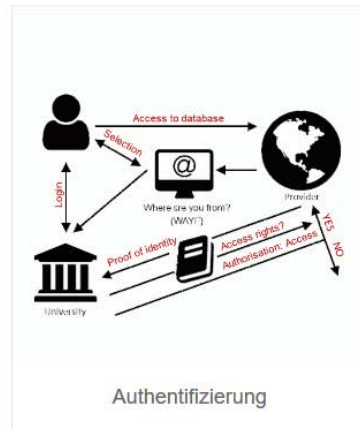 Access to database
Selection
@
Login
Where are you from?
(WAYF)
Provider
Proof of identity
Access rights?
Authorisation: Access
YES
NO
University
Authentifizierung